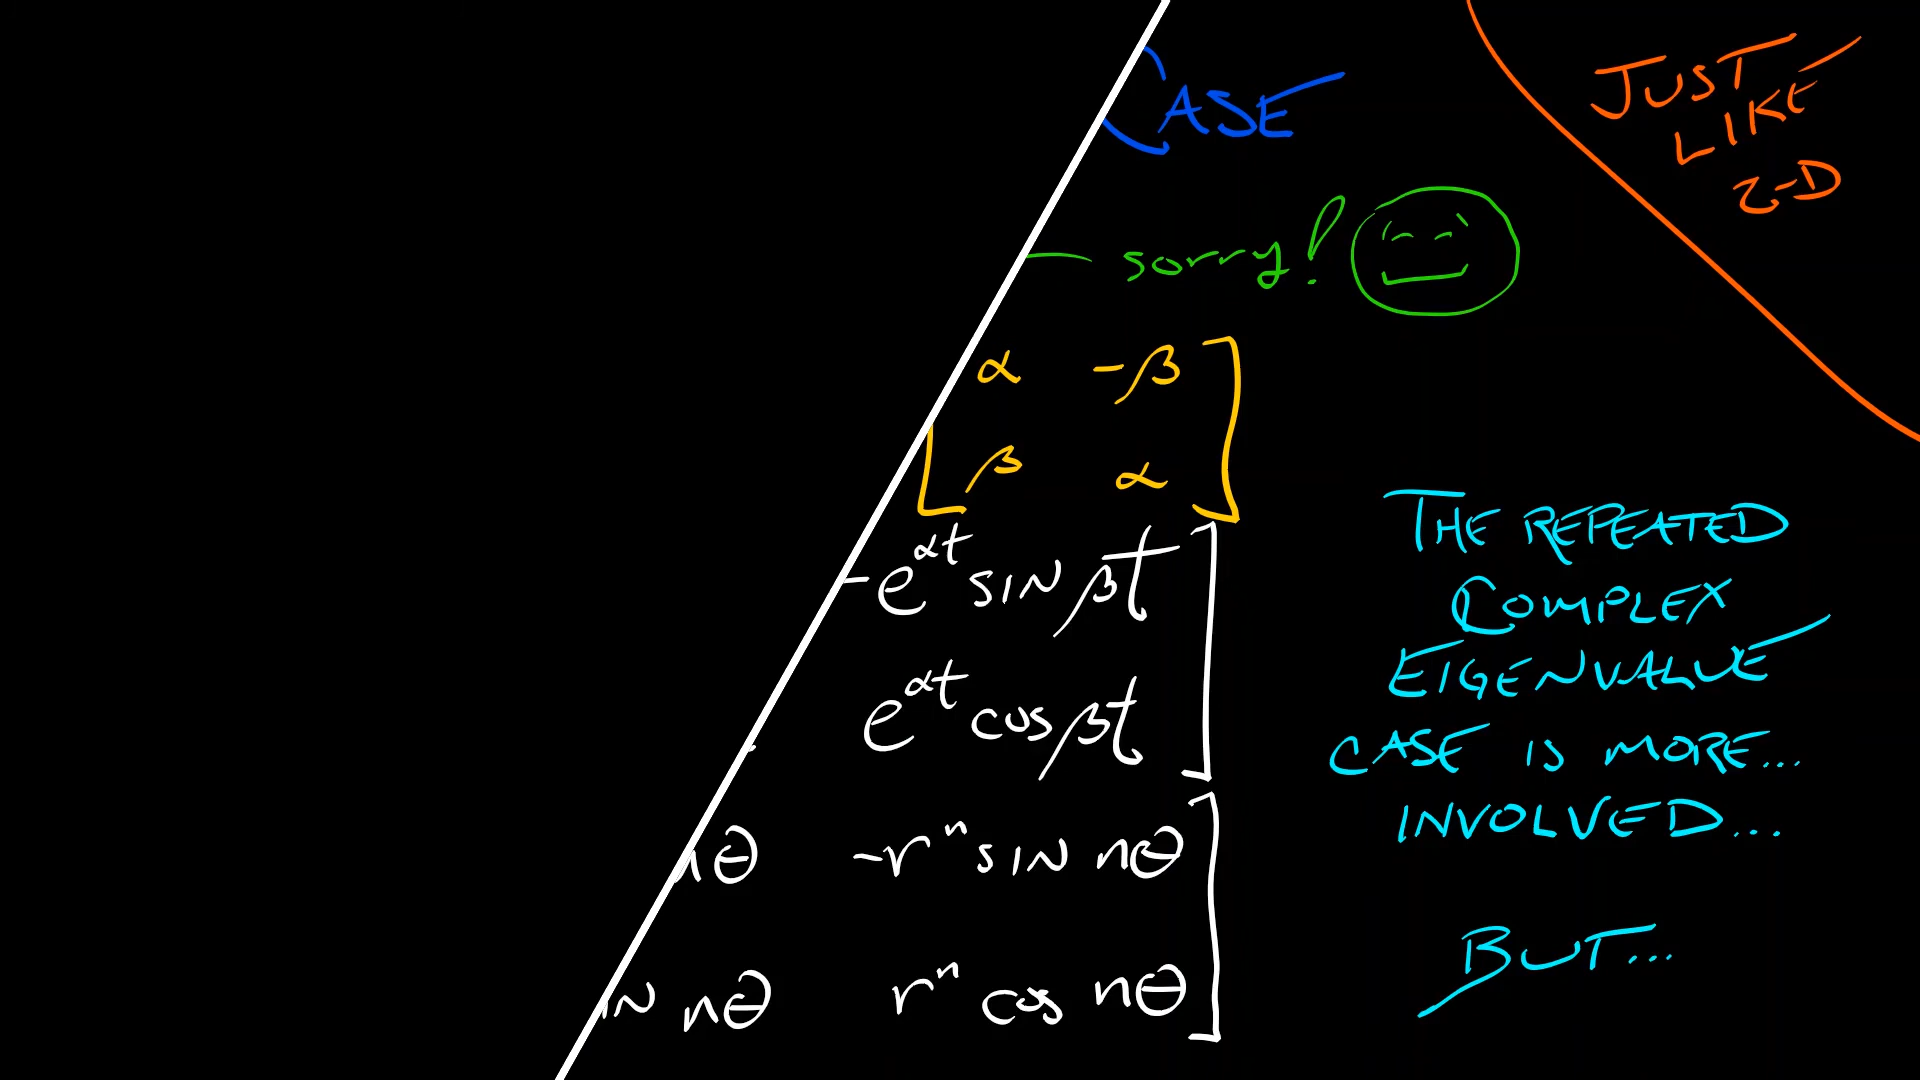 CASE
JUST
LIKE
2-D
- sorry!
α -β
β α
-e^αt SIN βt
e^αt cos βt
nθ -r^n SIN nθ
IN nθ r^n cos nθ
THE REPEATED
COMPLEX
EIGENVALUE
CASE IS MORE...
INVOLVED...
BUT...